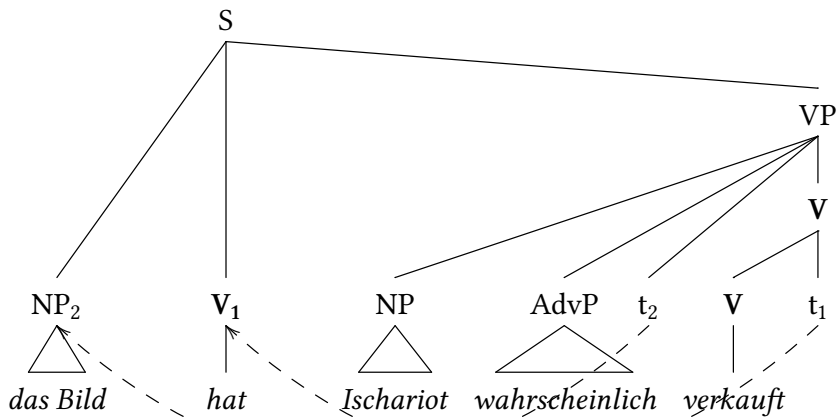 S
VP
V
NP₂ V₁ NP AdvP t₂ V t₁
das Bild hat Ischariot wahrscheinlich verkauft